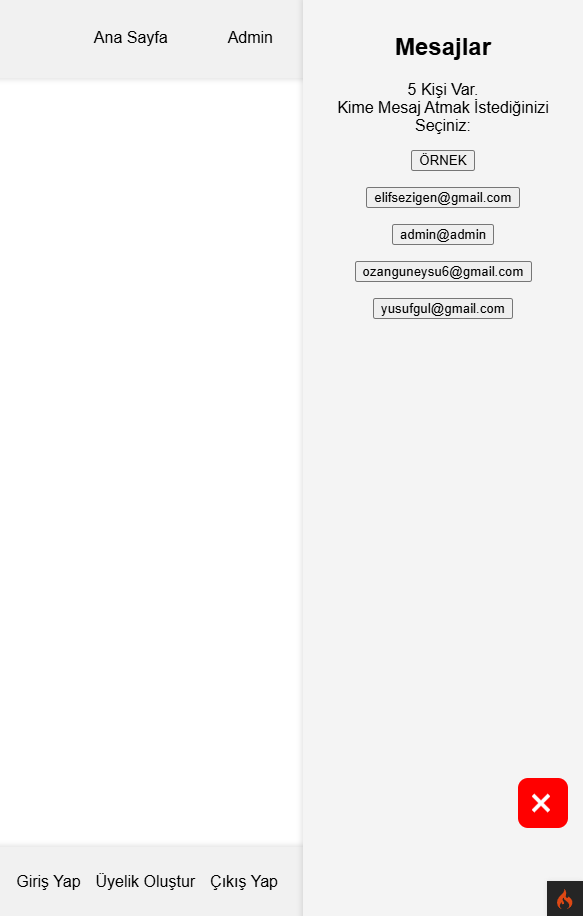 Ana Sayfa
Admin
Mesajlar
5 Kişi Var.
Kime Mesaj Atmak İstediğinizi
Seçiniz:
ÖRNEK
elifsezigen@gmail.com
admin@admin
ozanguneysu6@gmail.com
yusufgul@gmail.com
Giriş Yap
Üyelik Oluştur
Çıkış Yap